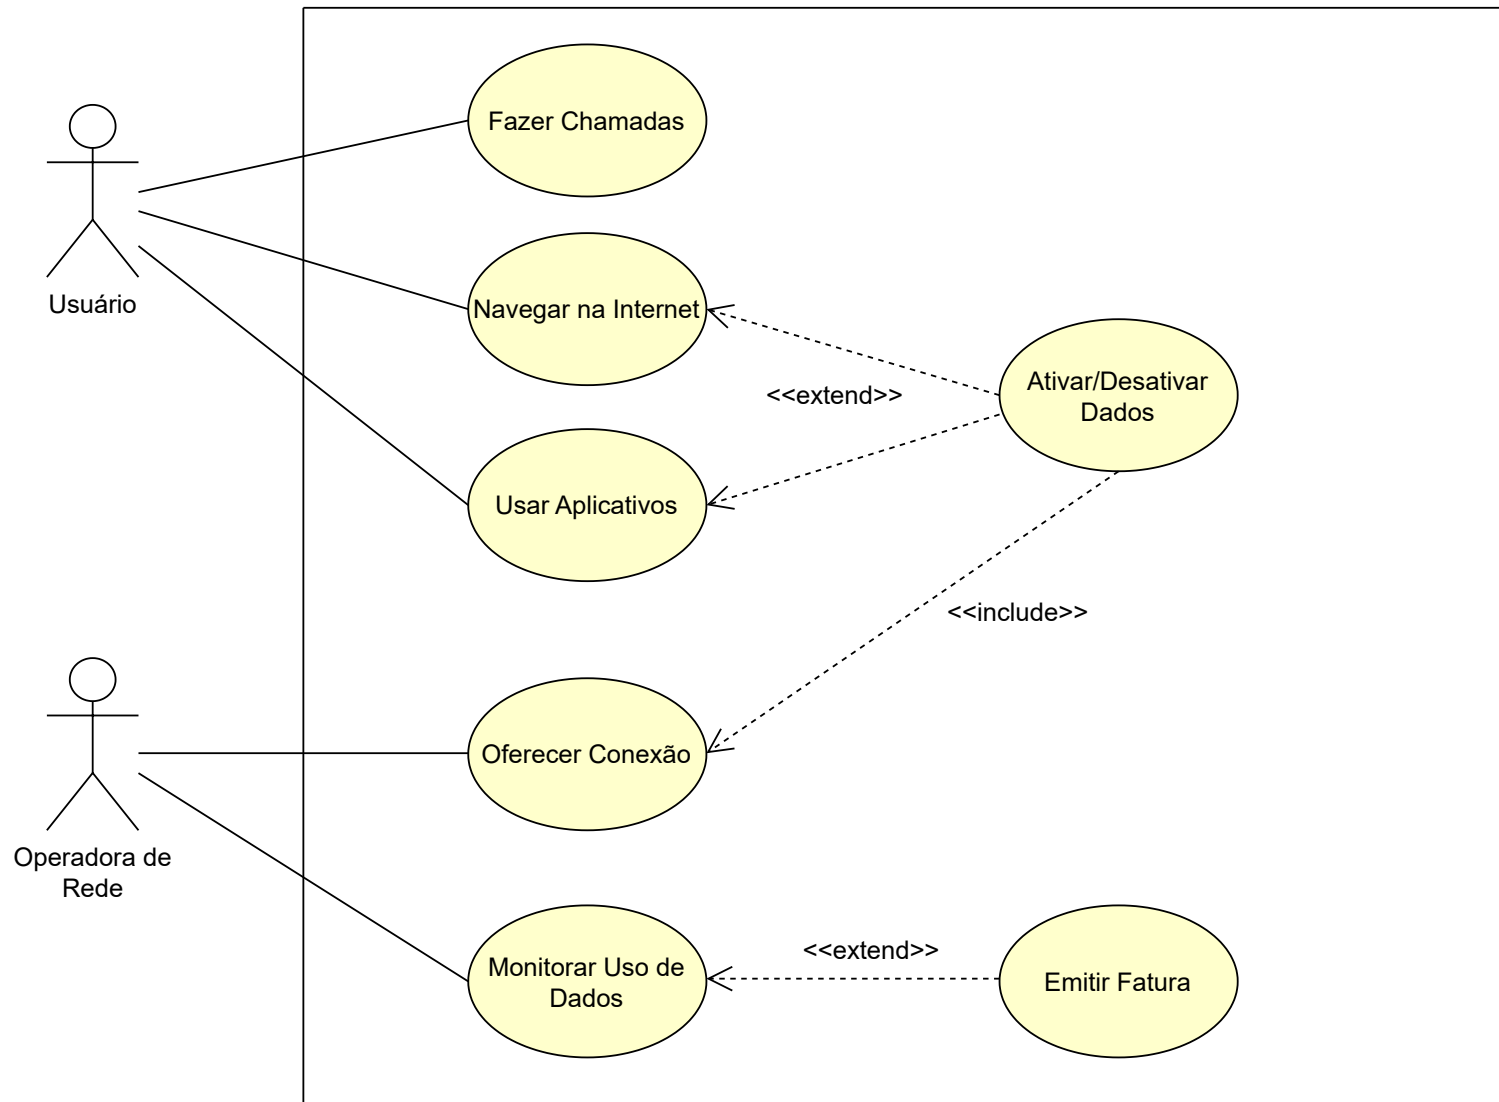 Fazer Chamadas
Usuário
Navegar na Internet
Ativar/Desativar
Dados
<<extend>>
Usar Aplicativos
<<include>>
Oferecer Conexão
Operadora de
Rede
Monitorar Uso de
Dados
<<extend>>
Emitir Fatura